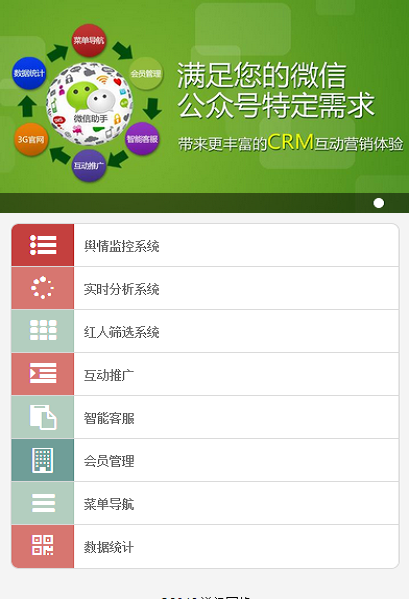 菜单导航
数据统计
会员管理
微信助手
3G官网
智能客服
互动推广
满足您的微信
公众号特定需求
带来更丰富的CRM互动营销体验
舆情监控系统
实时分析系统
红人筛选系统
互动推广
智能客服
会员管理
菜单导航
数据统计